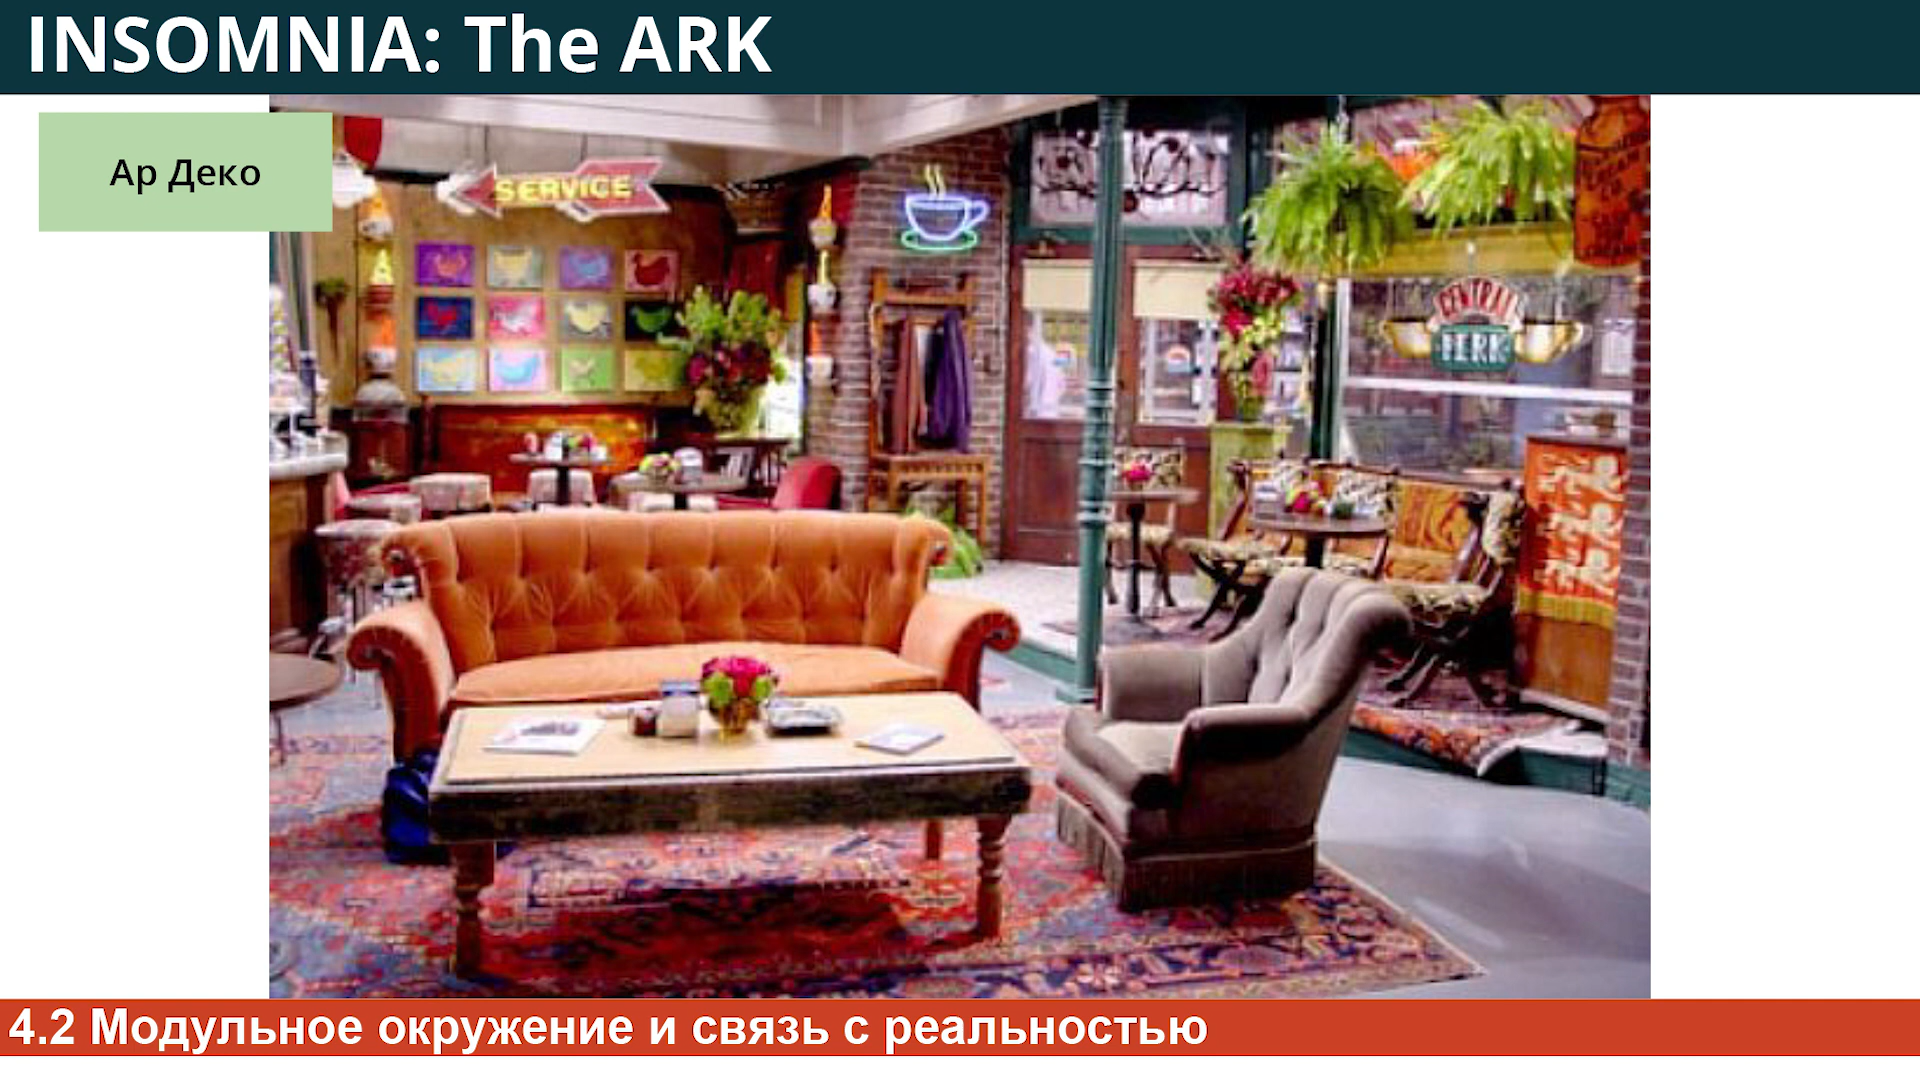 INSOMNIA: The ARK
Ар Деко
SERVICE
CENTRAL
PERK
4.2 Модульное окружение и связь с реальностью